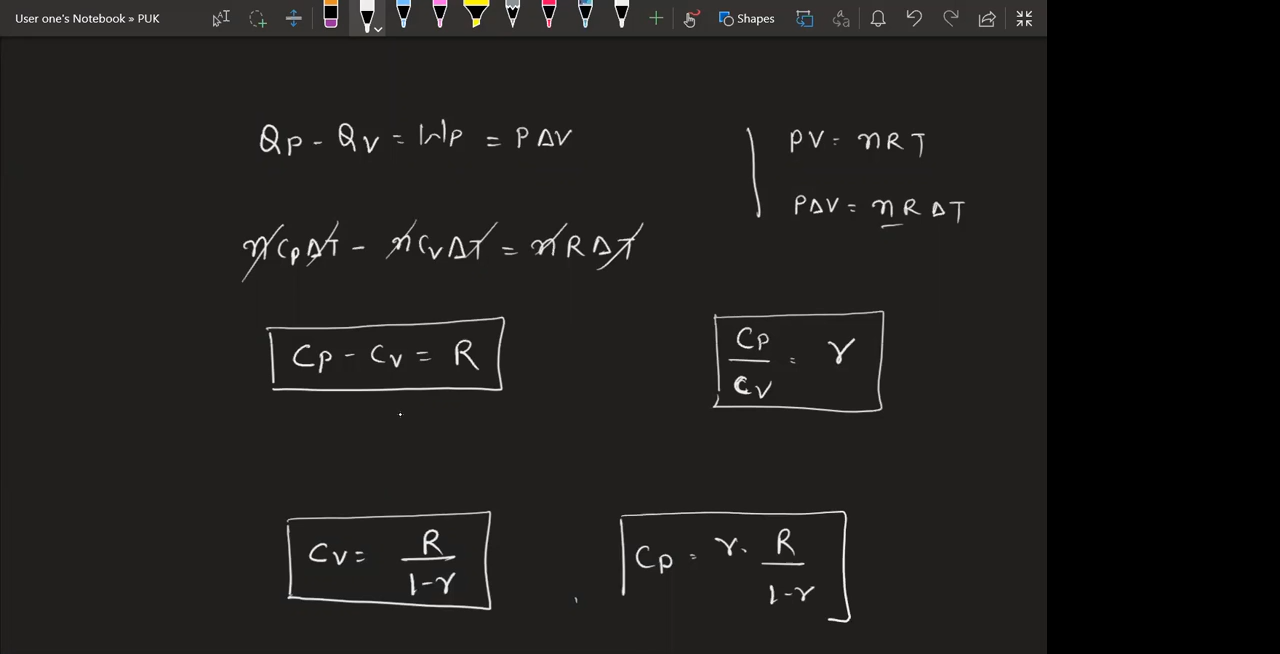 User one's Notebook » PUK
Shapes
Qp - Qv = Wp = PΔV
PV = nRT
PΔV = nRΔT
nCpΔT - nCvΔT = nRΔT
Cp - Cv = R
Cp/Cv = γ
Cv = R/1-γ
Cp = γ. R/1-γ